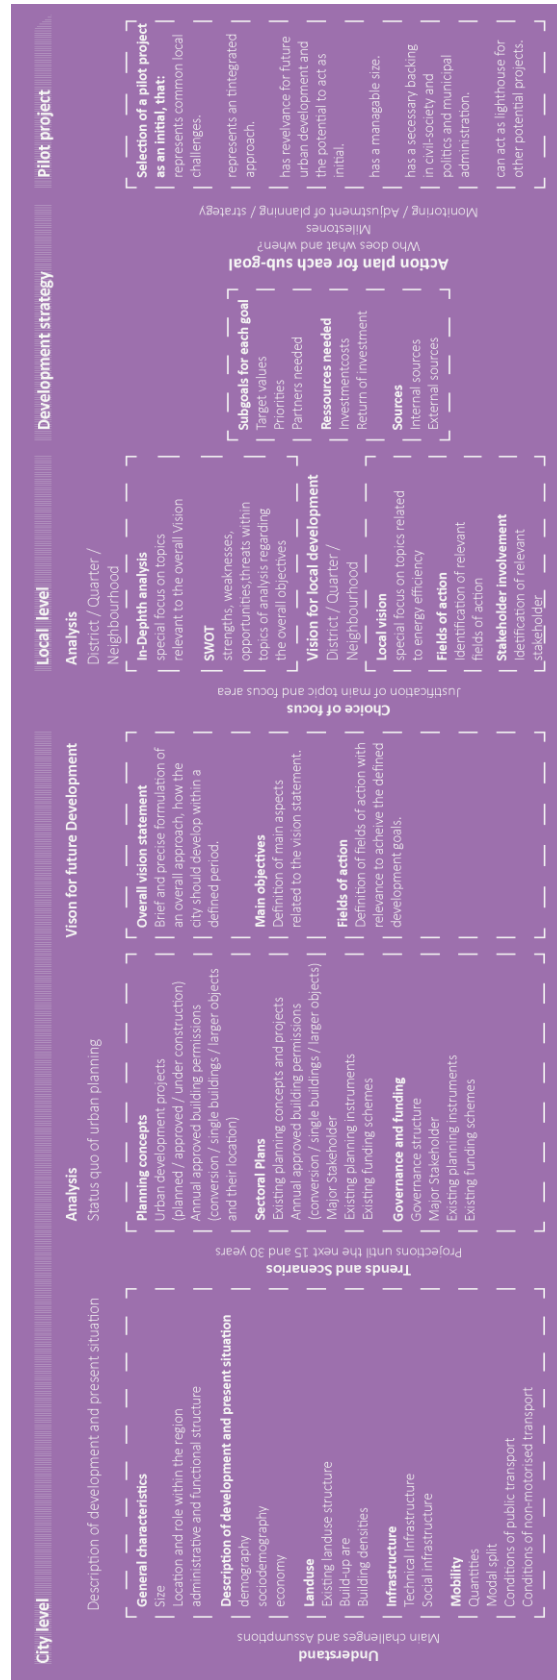 City level
Description of development and present situation
General characteristics
Size
Location and role within the region
administrative and functional structure
Description of development and present situation
demography
sociodemography
economy
Landuse
Existing landuse structure
Build-up are
Building densities
Infrastructure
Technical Infrastructure
Social infrastructure
Mobility
Quantities
Modal split
Conditions of public transport
Conditions of non-motorised transport
Understand
Main challenges and Assumptions
Analysis
Status quo of urban planning
Planning concepts
Urban development projects
(planned / approved / under construction)
Annual approved building permissions
(conversion / single buildings / larger objects
and their location)
Sectoral Plans
Existing planning concepts and projects
Annual approved building permissions
(conversion / single buildings / larger objects)
Major Stakeholder
Existing planning instruments
Existing funding schemes
Governance and funding
Governance structure
Major Stakeholder
Existing planning instruments
Existing funding schemes
Trends and Scenarios
Projections until the next 15 and 30 years
Vison for future Development
Overall vision statement
Brief and precise formulation of
an overall approach, how the
city should develop within a
defined period.
Main objectives
Definition of main aspects
related to the vision statement.
Fields of action
Definition of fields of action with
relevance to acheive the defined
development goals.
Choice of focus
Justification of main topic and focus area
Local level
Analysis
District / Quarter /
Neighbourhood
In-Dephth analysis
special focus on topics
relevant to the overall Vision
SWOT
strengths, weaknesses,
opportunities,threats within
topics of analysis regarding
the overall objectives
Vision for local development
District / Quarter /
Neighbourhood
Local vision
special focus on topics related
to energy efficiency
Fields of action
Identification of relevant
fields of action
Stakeholder involvement
Identification of relevant
stakeholder
Development strategy
Subgoals for each goal
Target values
Priorities
Partners needed
Ressources needed
Investmentcosts
Return of investment
Sources
Internal sources
External sources
Action plan for each sub-goal
Who does what and when?
Milestones
Monitoring / Adjustment of planning / strategy
Pilot project
Selection of a pilot project
as an initial, that:
represents common local
challenges.
represents an tintegrated
approach.
has revelvance for future
urban development and
the potential to act as
initial.
has a managable size.
has a secessary backing
in civil-society and
politics and municipal
administration.
can act as lighthouse for
other potential projects.